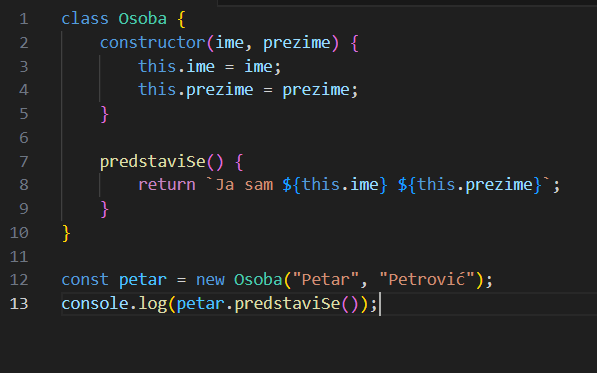 1 class Osoba {
2     constructor(ime, prezime) {
3         this.ime = ime;
4         this.prezime = prezime;
5     }
6
7     predstaviSe() {
8         return `Ja sam ${this.ime} ${this.prezime}`;
9     }
10 }
11
12 const petar = new Osoba("Petar", "Petrović");
13 console.log(petar.predstaviSe());